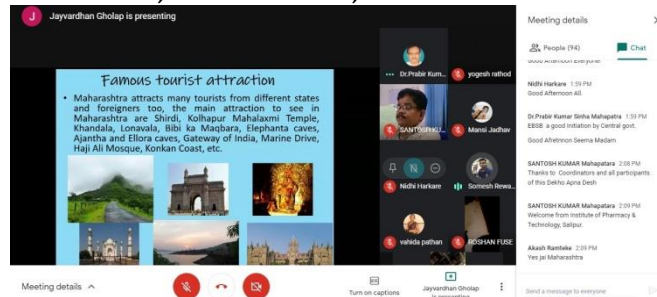 J Jayvardhan Gholap is presenting
Famous tourist attraction
• Maharashtra attracts many tourists from different states
and foreigners too, the main attraction to see in
Maharashtra are Shirdi, Kolhapur Mahalaxmi Temple,
Khandala, Lonavala, Bibi ka Maqbara, Elephanta caves,
Ajantha and Ellora caves, Gateway of India, Marine Drive,
Haji Ali Mosque, Konkan Coast, etc.
Dr.Prabir Kum...
yogesh rathod
SANTOSH KU...
Mansi Jadhav
Nidhi Harkare
Somesh Rewa...
vahida pathan
ROSHAN FUSE
Meeting details
People (94)
Chat
Good Afternoon Everyone
Nidhi Harkare 1:59 PM
Good Afternoon All.
Dr.Prabir Kumar Sinha Mahapatra 1:59 PM
EBSB a good Initiation by Central govt.
Good Afretnnon Seema Madam
SANTOSH KUMAR Mahapatara 2:08 PM
Thanks to Coordinators and all participants
of this Dekho Apna Desh
SANTOSH KUMAR Mahapatara 2:09 PM
Welcome from Institute of Pharmacy &
Technology, Salipur.
Akash Ramteke 2:09 PM
Yes jai Maharashtra
Send a message to everyone
Meeting details
Turn on captions
Jayvardhan Gholap
is presenting